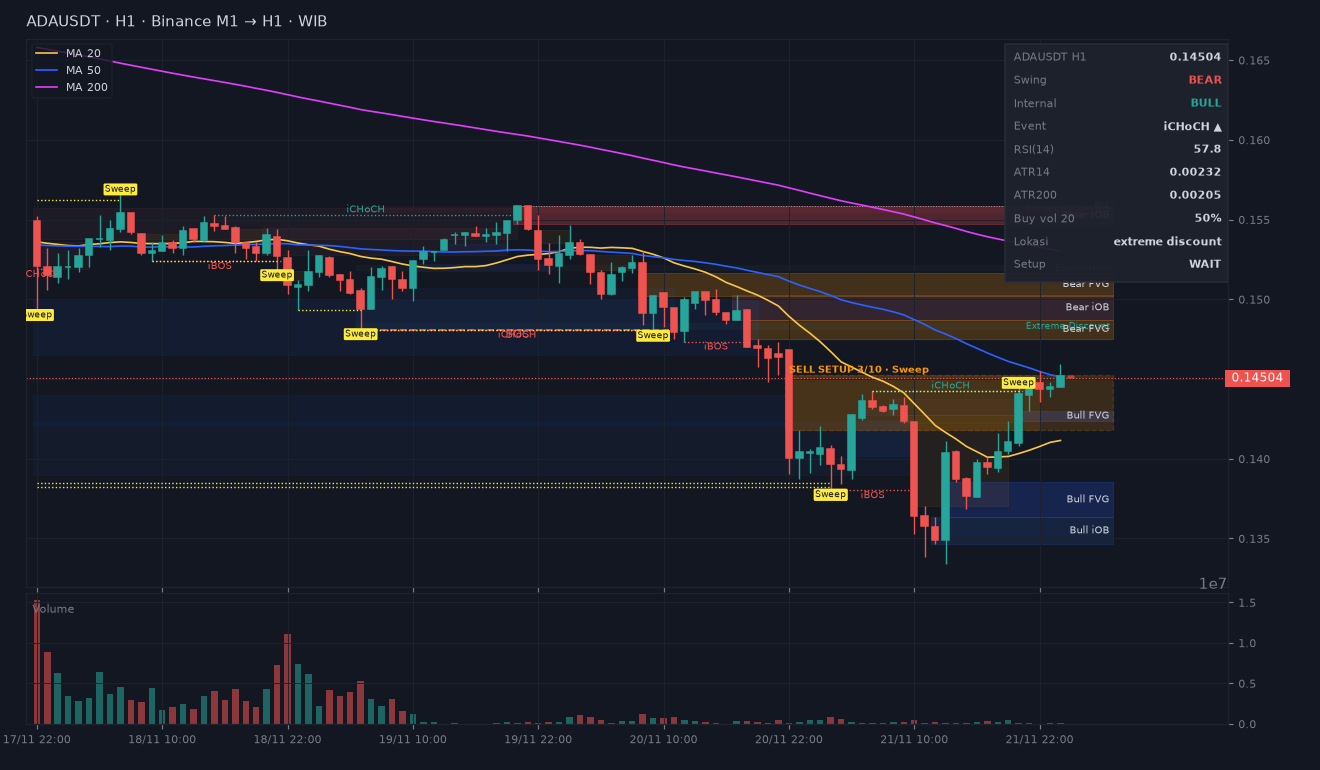 ADAUSDT · H1 · Binance M1 → H1 · WIB
MA 20
MA 50
MA 200
ADAUSDT H1 0.14504
Swing BEAR
Internal BULL
Event iCHoCH ▲
RSI(14) 57.8
ATR14 0.00232
ATR200 0.00205
Buy vol 20 50%
Lokasi extreme discount
Setup WAIT
0.165
0.160
0.155
0.150
0.14504
0.140
0.135
Sweep
iCHoCH
iBOS
Sweep
weep
Sweep
Sweep
iBOS
Bear FVG
Bear iOB
Extreme Discount
Bear FVG
SELL SETUP 3/10 · Sweep
iCHoCH
Sweep
Bull FVG
Sweep
iBOS
Bull FVG
Bull iOB
1e7
Volume
1.5
1.0
0.5
0.0
17/11 22:00 18/11 10:00 18/11 22:00 19/11 10:00 19/11 22:00 20/11 10:00 20/11 22:00 21/11 10:00 21/11 22:00